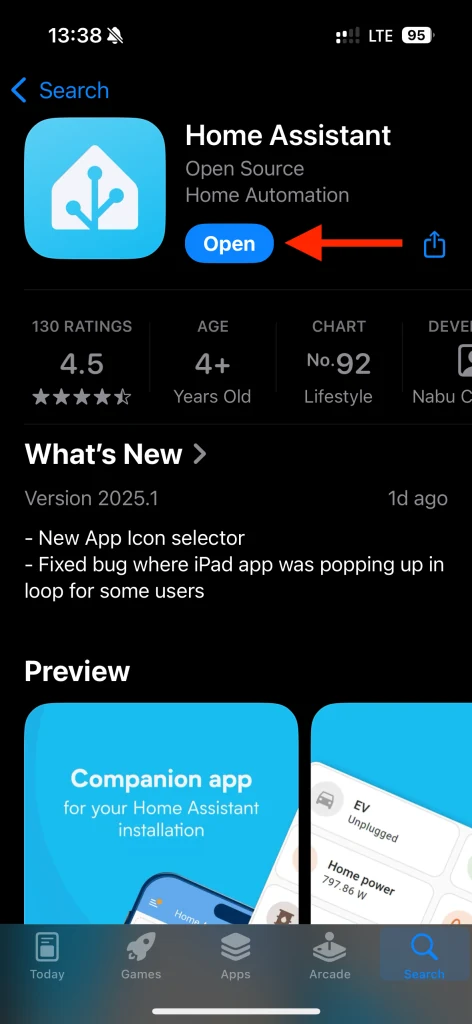 13:38 LTE 95
Search
Home Assistant
Open Source
Home Automation
Open
130 RATINGS AGE CHART DEVE
4.5 4+ No.92
Years Old Lifestyle Nabu C
What's New
Version 2025.1 1d ago
- New App Icon selector
- Fixed bug where iPad app was popping up in
loop for some users
Preview
Companion app
for your Home Assistant
installation
Home A
EV
Unplugged
Home power
797.86 W
Today Games Apps Arcade Search